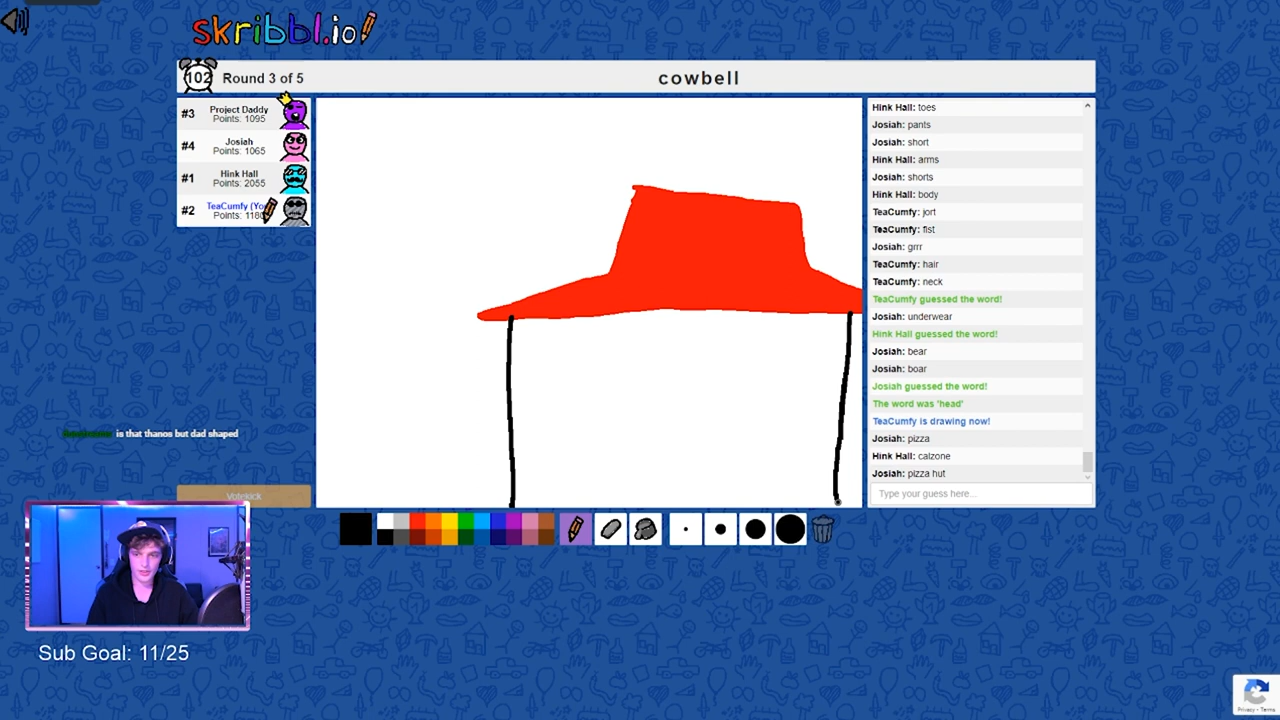 skribbl.io
102
Round 3 of 5
cowbell
#3
Project Daddy
Points: 1095
#4
Josiah
Points: 1065
#1
Hink Hall
Points: 2055
#2
TeaCumfy
Points: 118
Hink Hall: toes
Josiah: pants
Josiah: short
Hink Hall: arms
Josiah: shorts
Hink Hall: body
TeaCumfy: jort
TeaCumfy: fist
Josiah: grrr
TeaCumfy: hair
TeaCumfy: neck
TeaCumfy guessed the word!
Josiah: underwear
Hink Hall guessed the word!
Josiah: bear
Josiah: boar
Josiah guessed the word!
The word was 'head'
TeaCumfy is drawing now!
Josiah: pizza
Hink Hall: calzone
Josiah: pizza hut
Type your guess here...
is that thanos but dad shaped
Votekick
Sub Goal: 11/25
Privacy - Terms